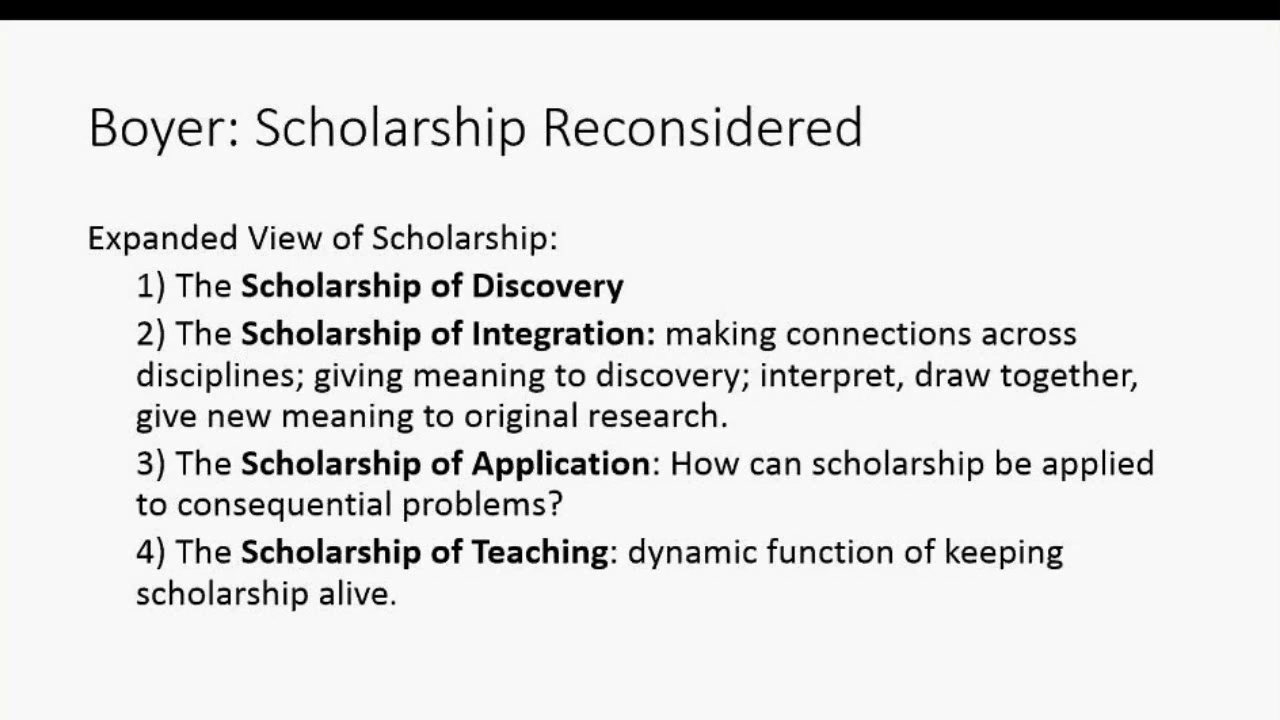 Boyer: Scholarship Reconsidered
Expanded View of Scholarship:
1) The Scholarship of Discovery
2) The Scholarship of Integration: making connections across
disciplines; giving meaning to discovery; interpret, draw together,
give new meaning to original research.
3) The Scholarship of Application: How can scholarship be applied
to consequential problems?
4) The Scholarship of Teaching: dynamic function of keeping
scholarship alive.